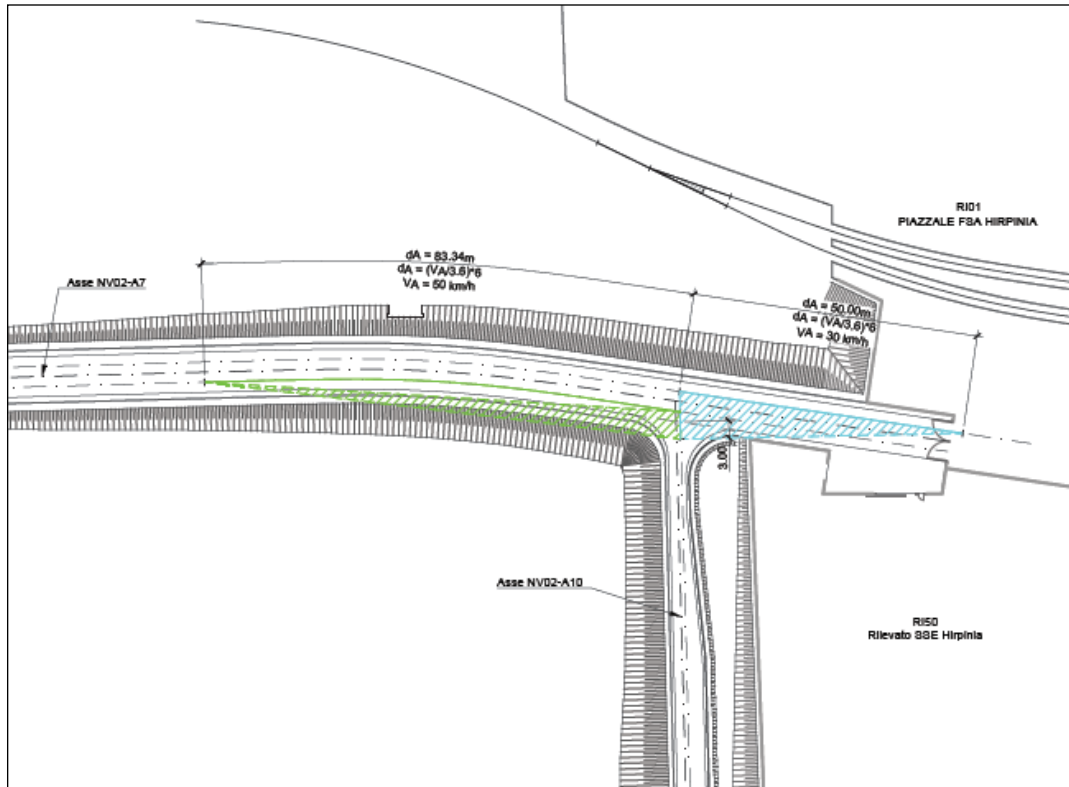 RI01
PIAZZALE FSA HIRPINIA
dA = 83.34m
dA = (VA/3.6)*6
VA = 50 km/h
Asse NV02-A7
dA = 50.00m
dA = (VA/3.6)*6
VA = 30 km/h
3.00
Asse NV02-A10
RI50
Rilevato SSE Hirpinia